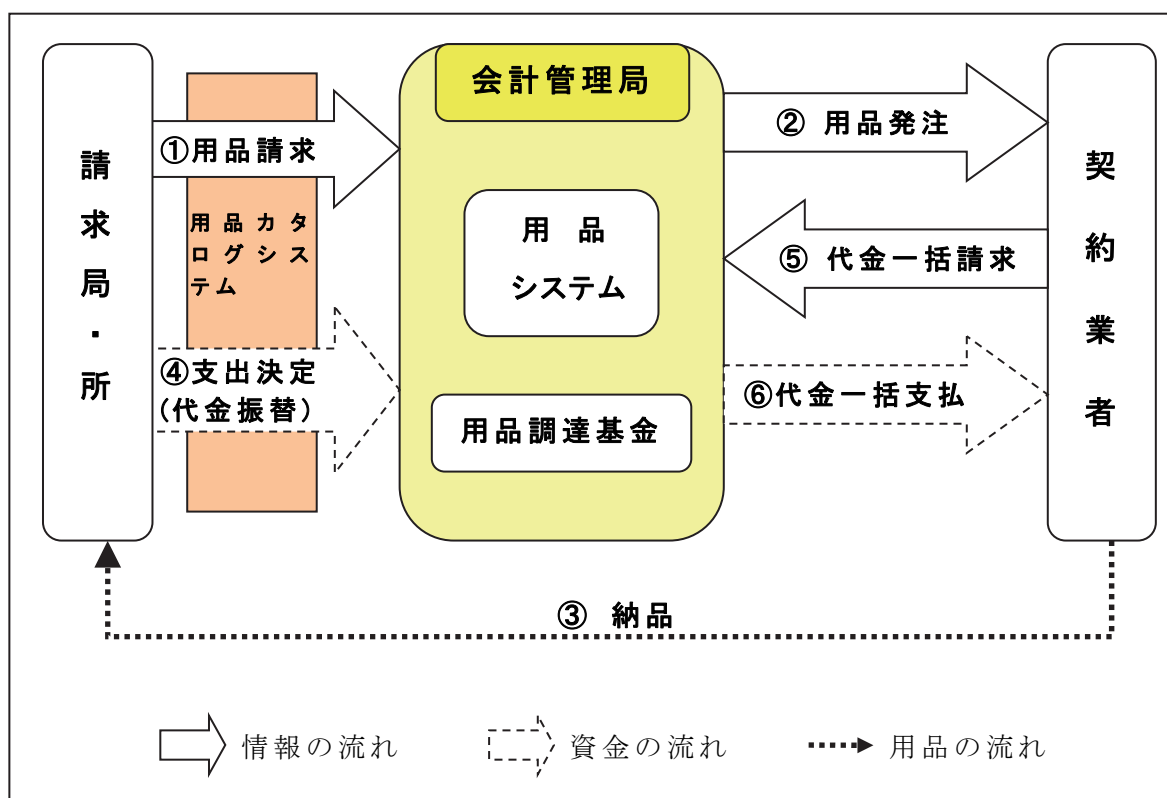 会計管理局
請求局・所
①用品請求
用品カタ
ログシス
テム
④支出決定
(代金振替)
用品
システム
用品調達基金
② 用品発注
⑤ 代金一括請求
⑥代金一括支払
契約業者
③ 納品
情報の流れ
資金の流れ
用品の流れ